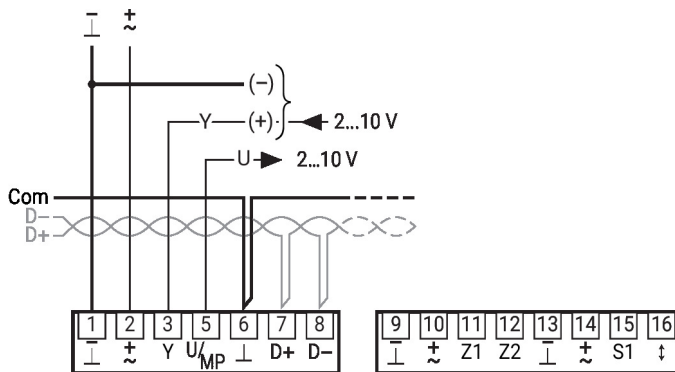 ⊥ ~
− +
(−)
Y (+) 2...10 V
U 2...10 V
Com
D−
D+
1 2 3 5 6 7 8 9 10 11 12 13 14 15 16
− ⊥ + ~ Y U/MP ⊥ D+ D− − ⊥ + ~ Z1 Z2 − ⊥ + ~ S1 ↕